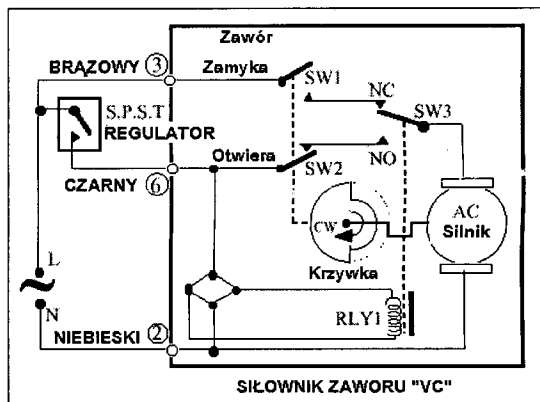 Zawór
BRĄZOWY 3 Zamyka
SW1 NC
SW3
S.P.S.T
REGULATOR
Otwiera
SW2 NO
CZARNY 6
CW
AC
Silnik
Krzywka
L
N
RLY1
NIEBIESKI 2
SIŁOWNIK ZAWORU "VC"